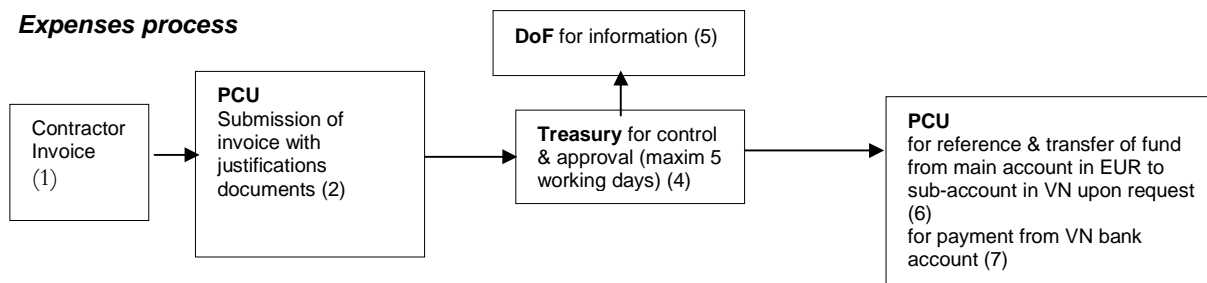 Expenses process
DoF for information (5)
Contractor
Invoice
(1)
PCU
Submission of
invoice with
justifications
documents (2)
Treasury for control
& approval (maxim 5
working days) (4)
PCU
for reference & transfer of fund
from main account in EUR to
sub-account in VN upon request
(6)
for payment from VN bank
account (7)